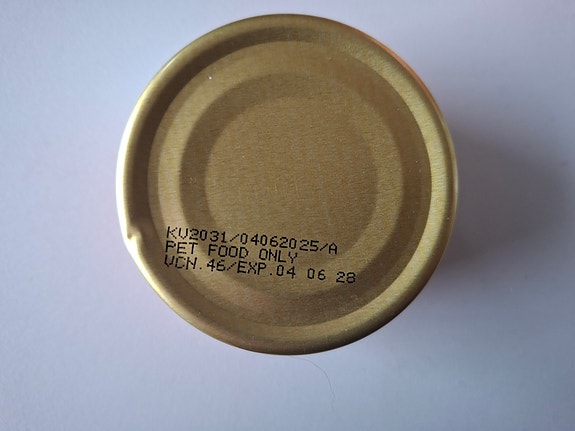 KV2031/04062025/A
PET FOOD ONLY
VCN.46/EXP.04 06 28